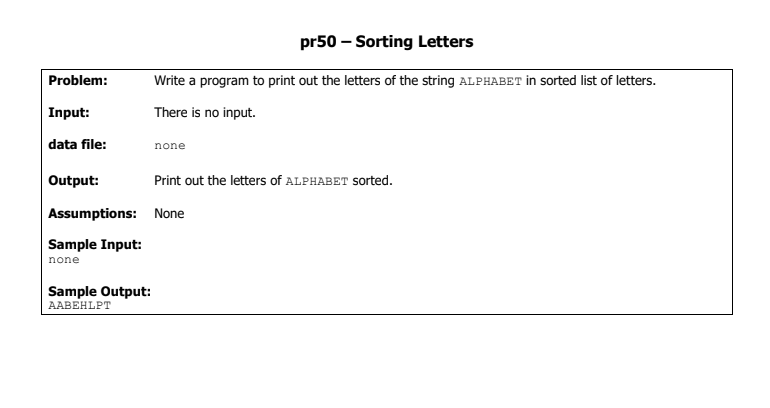 pr50 – Sorting Letters
Problem: Write a program to print out the letters of the string ALPHABET in sorted list of letters.
Input: There is no input.
data file: none
Output: Print out the letters of ALPHABET sorted.
Assumptions: None
Sample Input:
none
Sample Output:
AABEHLPT